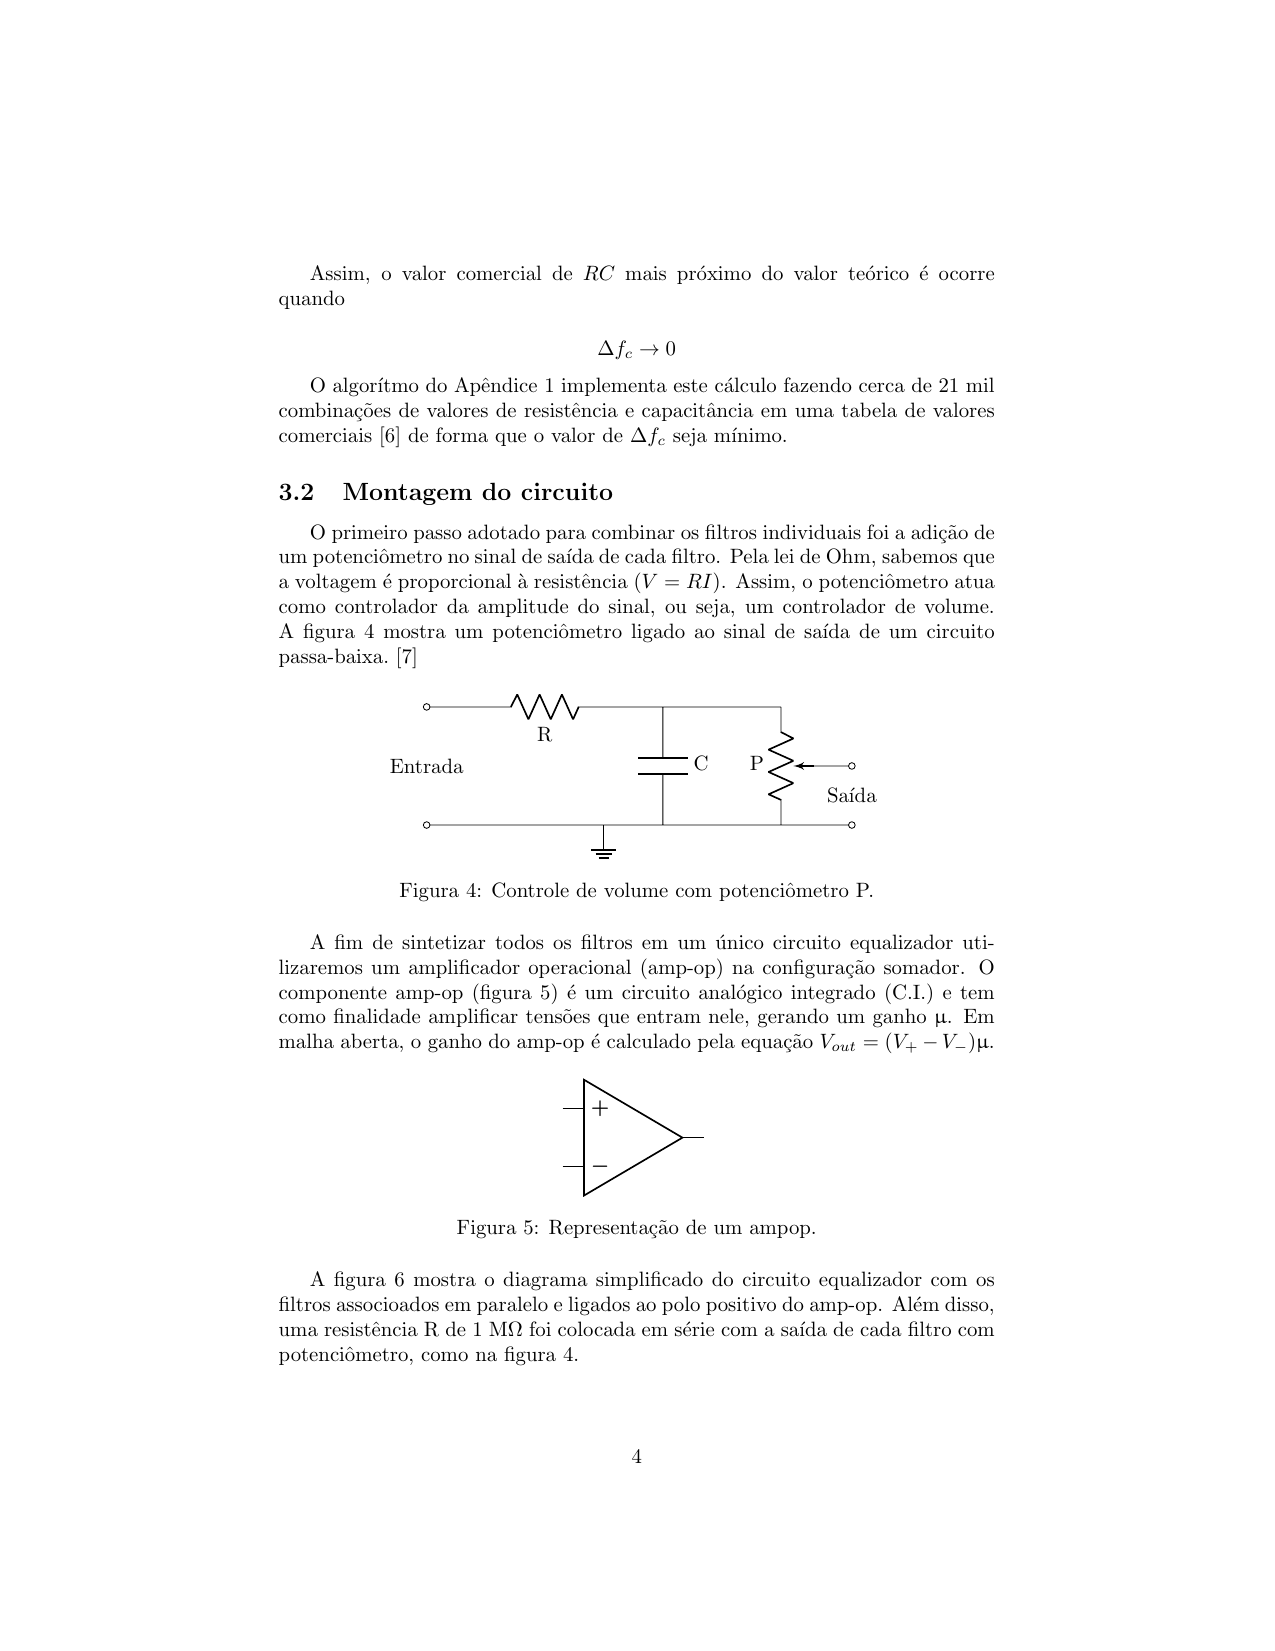 Assim, o valor comercial de RC mais próximo do valor teórico é ocorre
quando
Δf_c → 0
O algorítmo do Apêndice 1 implementa este cálculo fazendo cerca de 21 mil
combinações de valores de resistência e capacitância em uma tabela de valores
comerciais [6] de forma que o valor de Δf_c seja mínimo.
3.2 Montagem do circuito
O primeiro passo adotado para combinar os filtros individuais foi a adição de
um potenciômetro no sinal de saída de cada filtro. Pela lei de Ohm, sabemos que
a voltagem é proporcional à resistência (V = RI). Assim, o potenciômetro atua
como controlador da amplitude do sinal, ou seja, um controlador de volume.
A figura 4 mostra um potenciômetro ligado ao sinal de saída de um circuito
passa-baixa. [7]
R
Entrada
C
P
Saída
Figura 4: Controle de volume com potenciômetro P.
A fim de sintetizar todos os filtros em um único circuito equalizador uti-
lizaremos um amplificador operacional (amp-op) na configuração somador. O
componente amp-op (figura 5) é um circuito analógico integrado (C.I.) e tem
como finalidade amplificar tensões que entram nele, gerando um ganho µ. Em
malha aberta, o ganho do amp-op é calculado pela equação V_out = (V_+ − V_−)µ.
+
−
Figura 5: Representação de um ampop.
A figura 6 mostra o diagrama simplificado do circuito equalizador com os
filtros associoados em paralelo e ligados ao polo positivo do amp-op. Além disso,
uma resistência R de 1 MΩ foi colocada em série com a saída de cada filtro com
potenciômetro, como na figura 4.
4